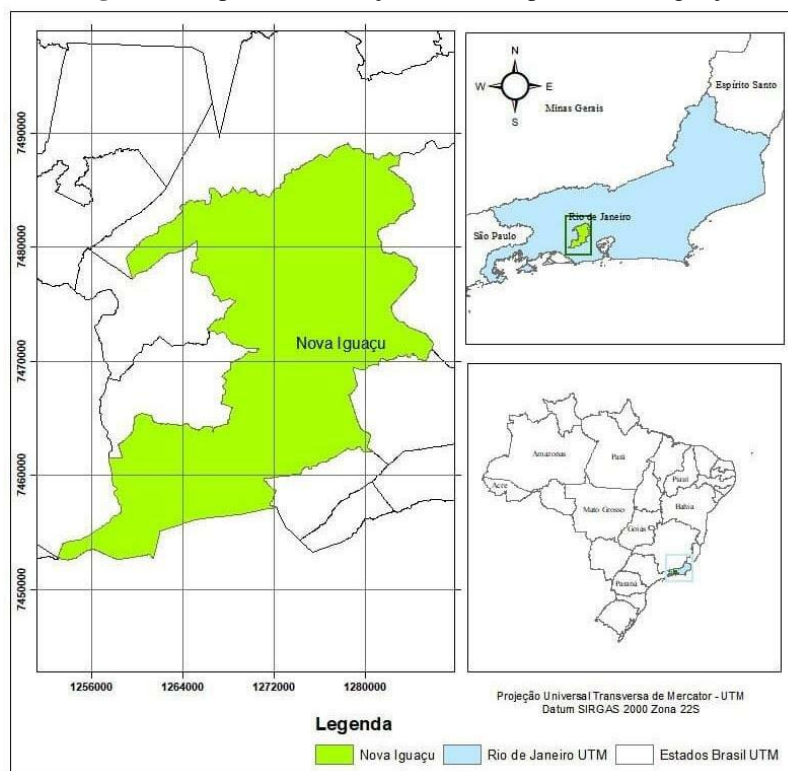 N
W E
S
Espírito Santo
Minas Gerais
Rio de Janeiro
São Paulo
7490000
7480000
7470000
7460000
7450000
Nova Iguaçu
1256000 1264000 1272000 1280000
Amazonas
Pará
Acre
Piauí
Mato Grosso
Bahia
Goiás
Paraná
Projeção Universal Transversa de Mercator - UTM
Datum SIRGAS 2000 Zona 22S
Legenda
Nova Iguaçu Rio de Janeiro UTM Estados Brasil UTM